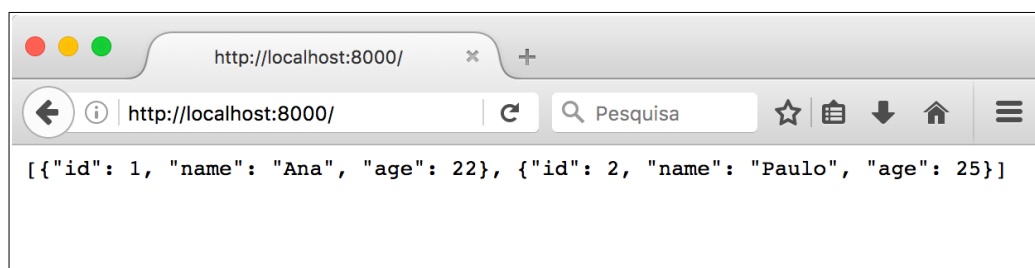 http://localhost:8000/
http://localhost:8000/
Pesquisa
[{"id": 1, "name": "Ana", "age": 22}, {"id": 2, "name": "Paulo", "age": 25}]